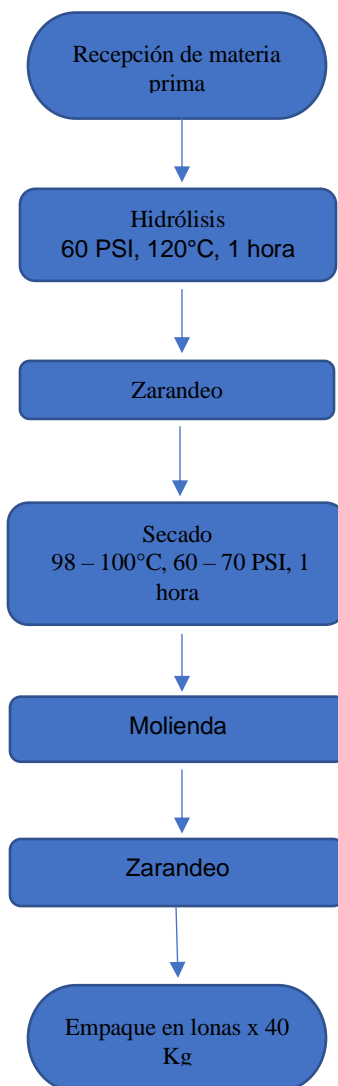 Recepción de materia
prima
Hidrólisis
60 PSI, 120°C, 1 hora
Zarandeo
Secado
98 – 100°C, 60 – 70 PSI, 1
hora
Molienda
Zarandeo
Empaque en lonas x 40
Kg